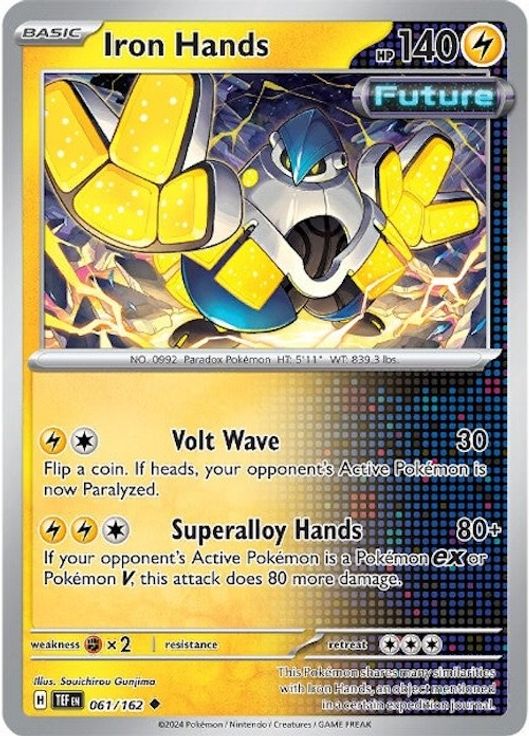 BASIC
Iron Hands
HP 140
Future
NO. 0992 Paradox Pokémon HT: 5'11" WT: 839.3 lbs.
Volt Wave 30
Flip a coin. If heads, your opponent's Active Pokémon is
now Paralyzed.
Superalloy Hands 80+
If your opponent's Active Pokémon is a Pokémon ex or
Pokémon V, this attack does 80 more damage.
weakness ×2 resistance retreat
Illus. Souichirou Gunjima
H TEF EN 061/162
This Pokémon shares many similarities
with Iron Hands, an object mentioned
in a certain expedition journal.
©2024 Pokémon / Nintendo / Creatures / GAME FREAK